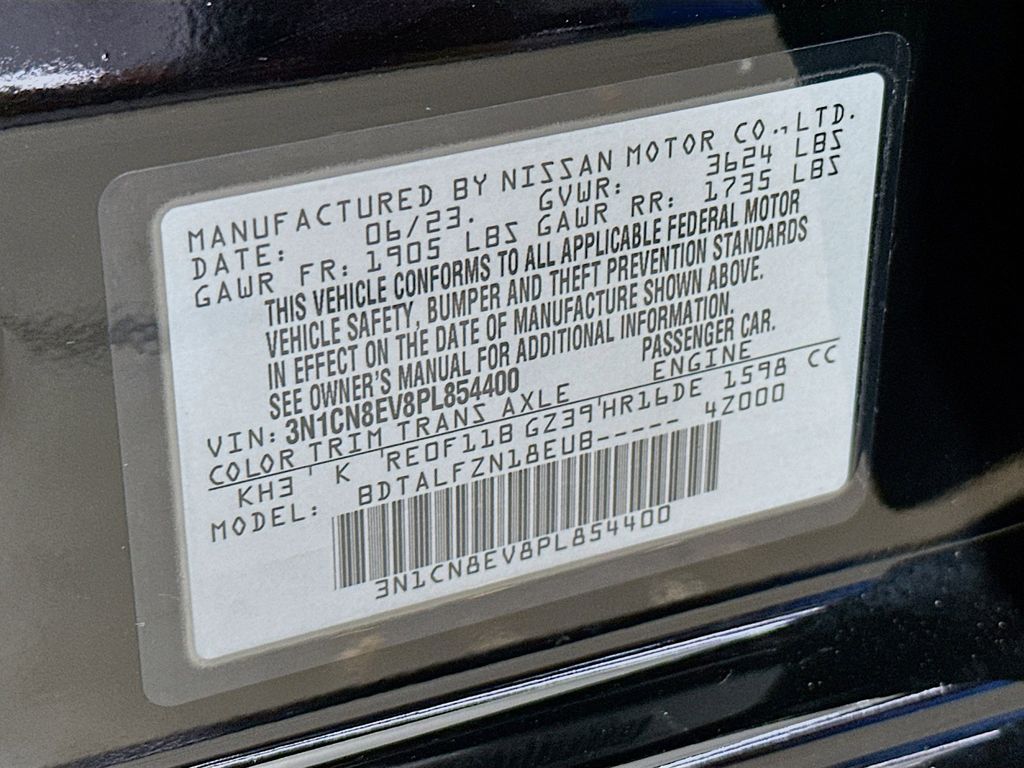 MANUFACTURED BY NISSAN MOTOR CO.,LTD.
DATE: 06/23. GVWR: 3624 LBS
GAWR FR: 1905 LBS GAWR RR: 1735 LBS
THIS VEHICLE CONFORMS TO ALL APPLICABLE FEDERAL MOTOR
VEHICLE SAFETY, BUMPER AND THEFT PREVENTION STANDARDS
IN EFFECT ON THE DATE OF MANUFACTURE SHOWN ABOVE.
SEE OWNER'S MANUAL FOR ADDITIONAL INFORMATION.
VIN: 3N1CN8EV8PL854400 PASSENGER CAR.
COLOR TRIM TRANS AXLE ENGINE
KH3 ' K 'RE0F11B GZ39'HR16DE 1598 CC
MODEL: BDTALFZN18EUB----- 4Z000
3N1CN8EV8PL854400